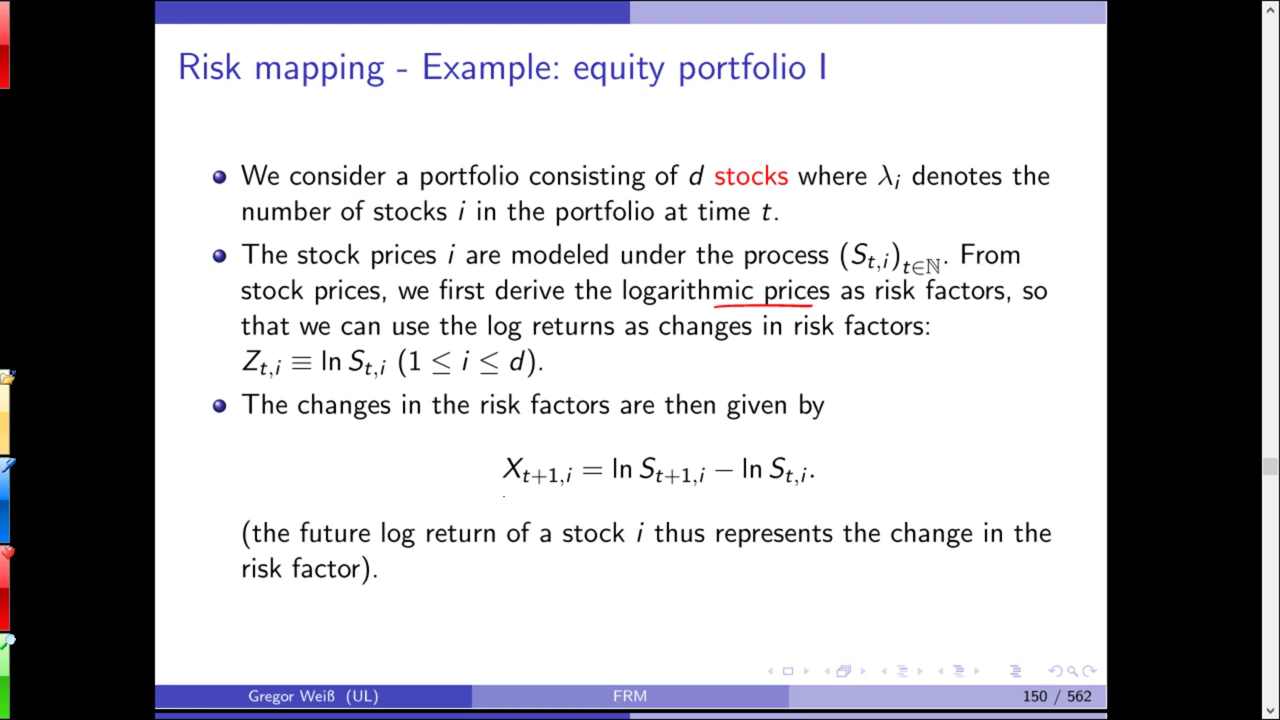 Risk mapping - Example: equity portfolio I
We consider a portfolio consisting of d stocks where λᵢ denotes the
number of stocks i in the portfolio at time t.
The stock prices i are modeled under the process (S_{t,i})_{t∈ℕ}. From
stock prices, we first derive the logarithmic prices as risk factors, so
that we can use the log returns as changes in risk factors:
Z_{t,i} ≡ ln S_{t,i} (1 ≤ i ≤ d).
The changes in the risk factors are then given by
X_{t+1,i} = ln S_{t+1,i} − ln S_{t,i}.
(the future log return of a stock i thus represents the change in the
risk factor).
Gregor Weiß (UL) FRM 150 / 562